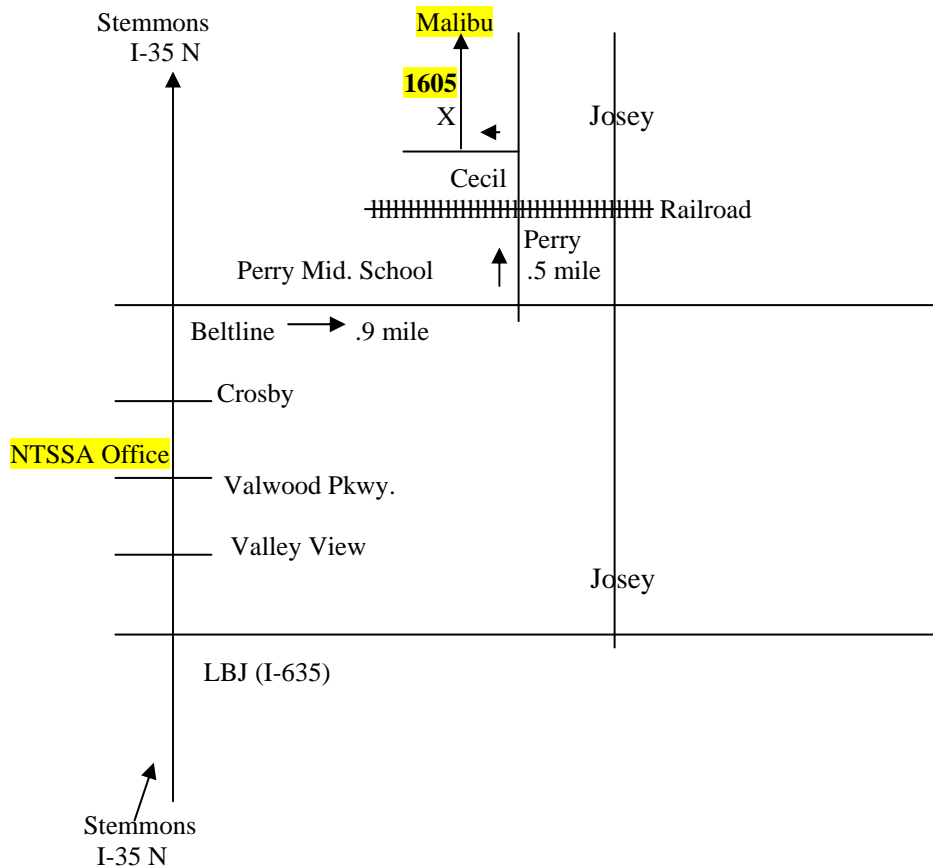 Stemmons
I-35 N
Malibu
1605
X
Josey
Cecil
Railroad
Perry
Perry Mid. School
.5 mile
Beltline
.9 mile
Crosby
NTSSA Office
Valwood Pkwy.
Valley View
Josey
LBJ (I-635)
Stemmons
I-35 N